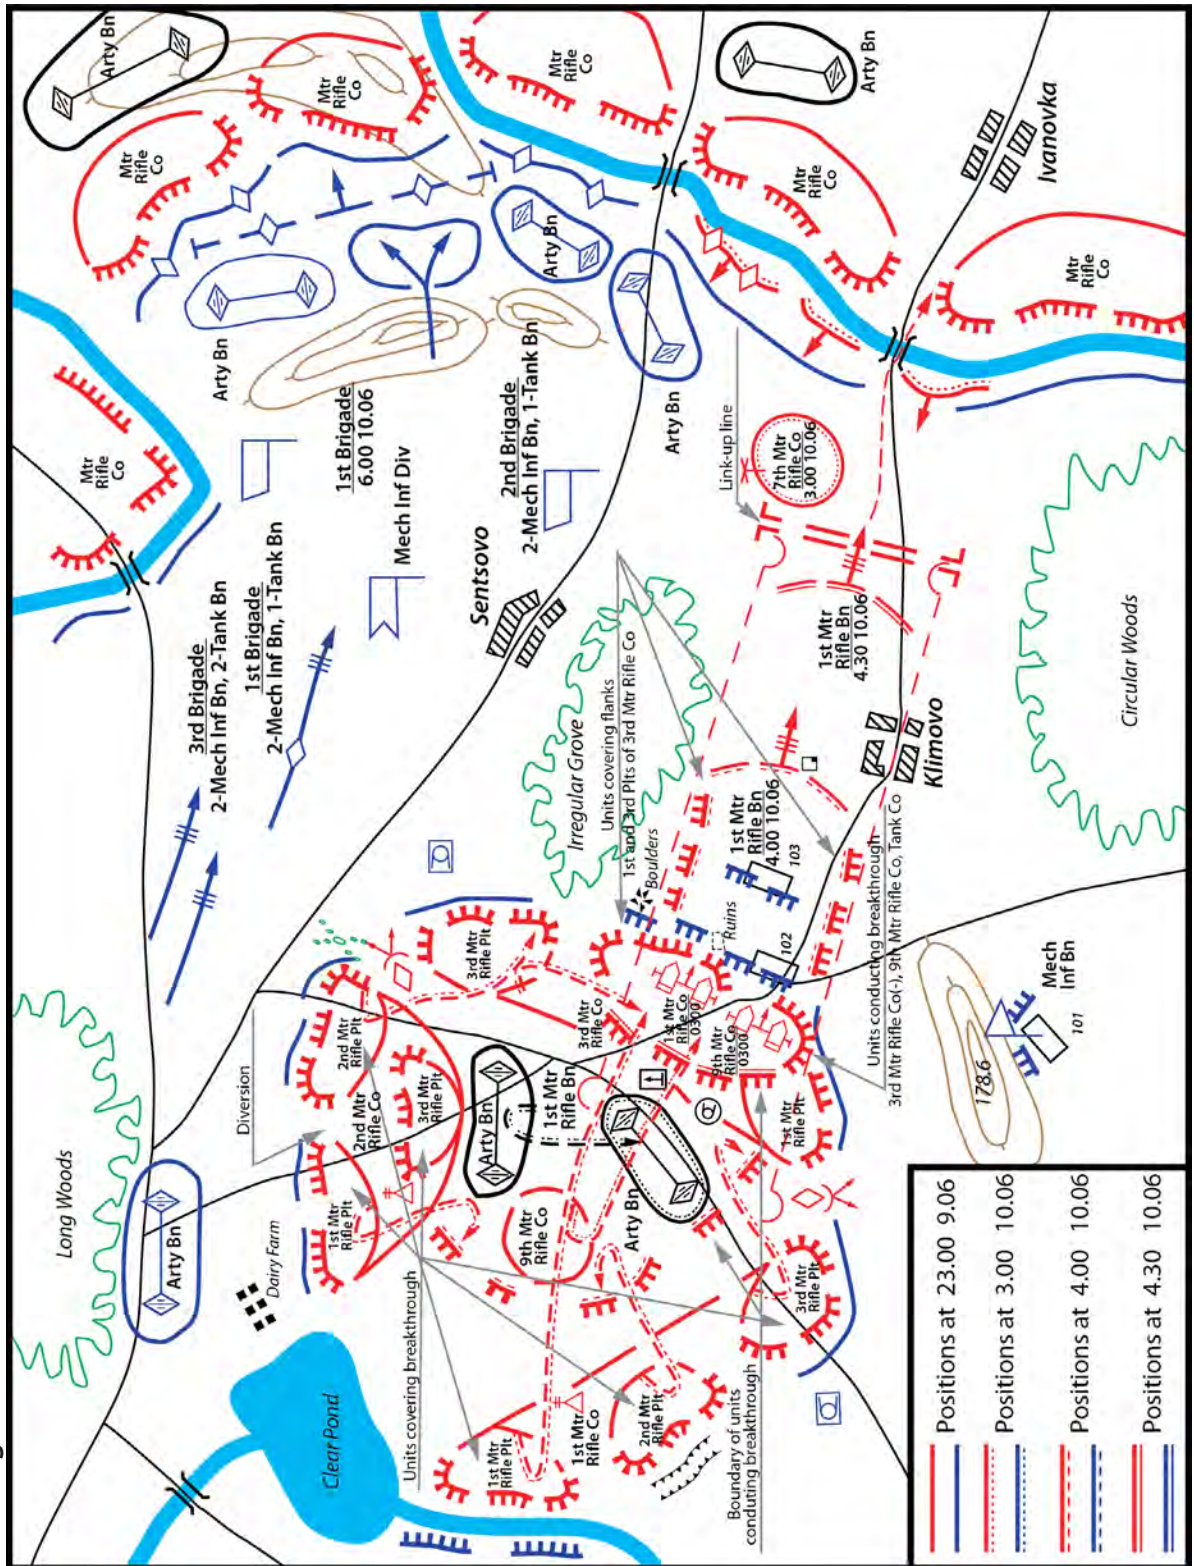 Long Woods
Arty Bn
Dairy Farm
Clear Pond
Diversion
Units covering breakthrough
1st Mtr
Rifle Plt
2nd Mtr
Rifle Co
2nd Mtr
Rifle Plt
3rd Mtr
Rifle Plt
3rd Mtr
Rifle Plt
Arty Bn
1st Mtr
Rifle Bn
9th Mtr
Rifle Co
Arty Bn
1st Mtr
Rifle Plt
1st Mtr
Rifle Co
2nd Mtr
Rifle Plt
3rd Mtr
Rifle Co
1st Mtr
Rifle Co
0300
9th Mtr
Rifle Co
0300
1st Mtr
Rifle Plt
3rd Mtr
Rifle Plt
Boundary of units
conduting breakthrough
3rd Brigade
2-Mech Inf Bn, 2-Tank Bn
1st Brigade
2-Mech Inf Bn, 1-Tank Bn
Mech Inf Div
1st Brigade
6.00 10.06
2nd Brigade
2-Mech Inf Bn, 1-Tank Bn
Sentsovo
Irregular Grove
Units covering flanks
1st and 3rd Plts of 3rd Mtr Rifle Co
Boulders
Ruins
1st Mtr
Rifle Bn
4.00 10.06
103
102
Units conducting breakthrough
3rd Mtr Rifle Co(-), 9th Mtr Rifle Co, Tank Co
178.6
Mech
Inf Bn
101
Klimovo
1st Mtr
Rifle Bn
4.30 10.06
Link-up line
7th Mtr
Rifle Co
3.00 10.06
Circular Woods
Mtr
Rifle
Co
Mtr
Rifle
Co
Mtr
Rifle
Co
Arty Bn
Arty Bn
Arty Bn
Arty Bn
Mtr
Rifle
Co
Arty Bn
Mtr
Rifle
Co
Mtr
Rifle
Co
Ivanovka
Positions at 23.00 9.06
Positions at 3.00 10.06
Positions at 4.00 10.06
Positions at 4.30 10.06